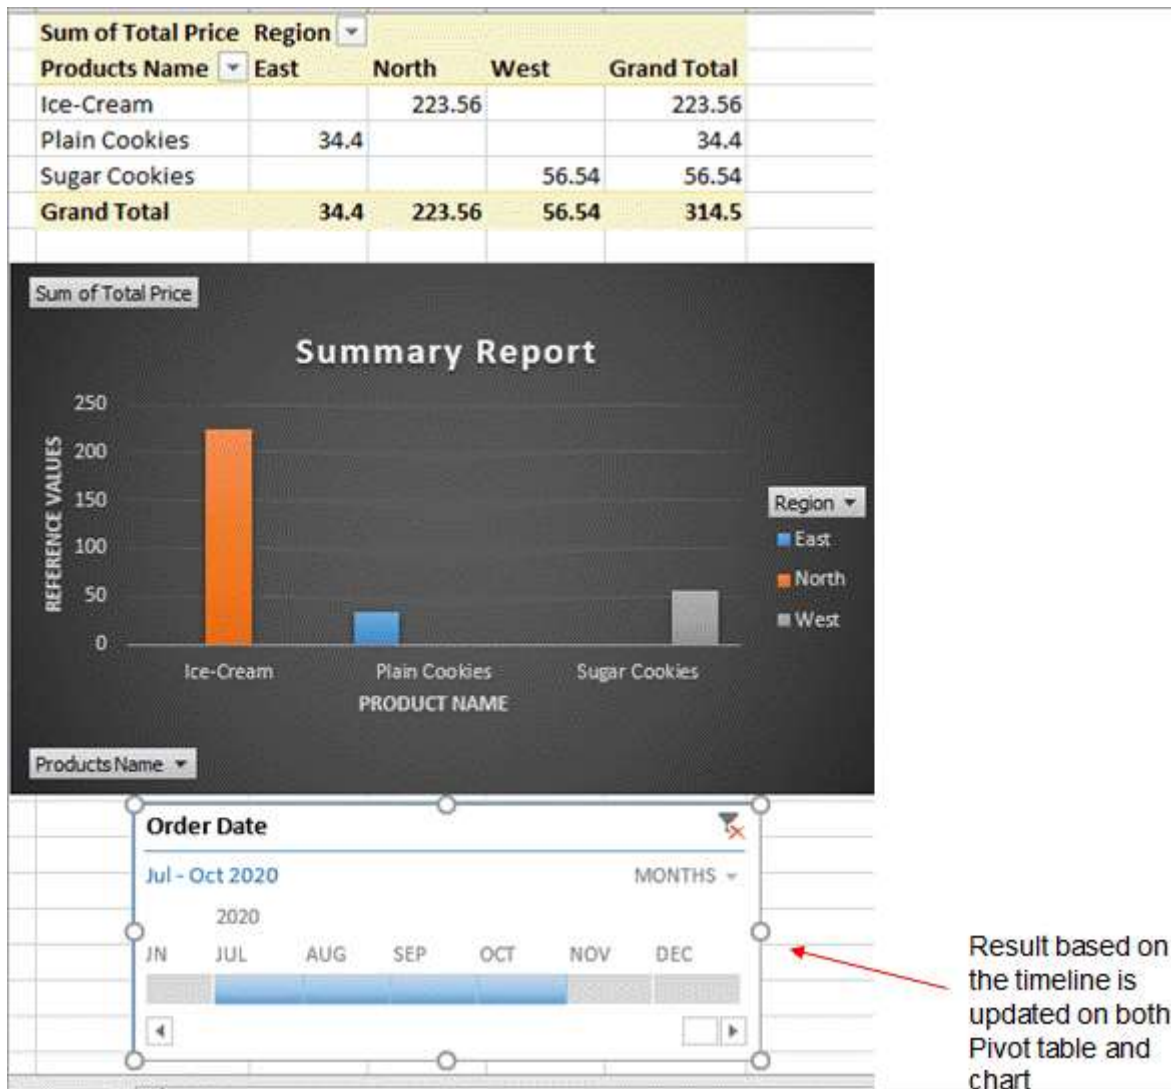 Sum of Total Price Region
Products Name East North West Grand Total
Ice-Cream 223.56 223.56
Plain Cookies 34.4 34.4
Sugar Cookies 56.54 56.54
Grand Total 34.4 223.56 56.54 314.5
Sum of Total Price
Summary Report
REFERENCE VALUES
250
200
150
100
50
0
Ice-Cream Plain Cookies Sugar Cookies
PRODUCT NAME
Region
East
North
West
Products Name
Order Date
Jul - Oct 2020 MONTHS
2020
JN JUL AUG SEP OCT NOV DEC
Result based on
the timeline is
updated on both
Pivot table and
chart